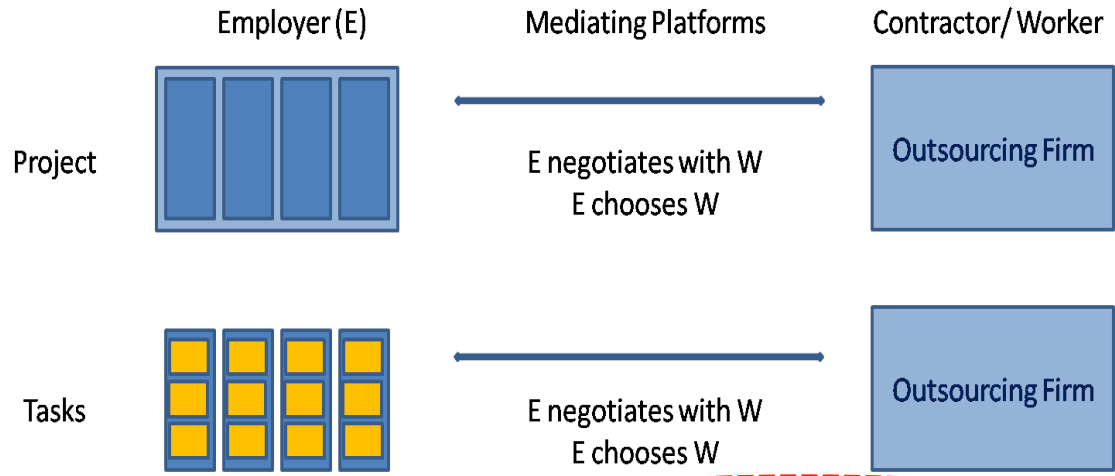 Employer (E)
Mediating Platforms
Contractor/ Worker
Project
E negotiates with W
E chooses W
Outsourcing Firm
Tasks
E negotiates with W
E chooses W
Outsourcing Firm